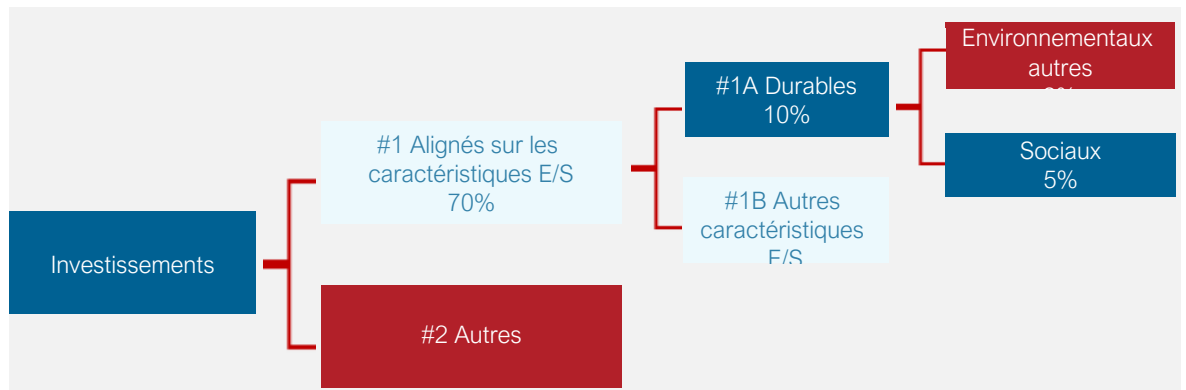 Investissements
#1 Alignés sur les
caractéristiques E/S
70%
#2 Autres
#1A Durables
10%
#1B Autres
caractéristiques
E/S
Environnementaux
autres
Sociaux
5%